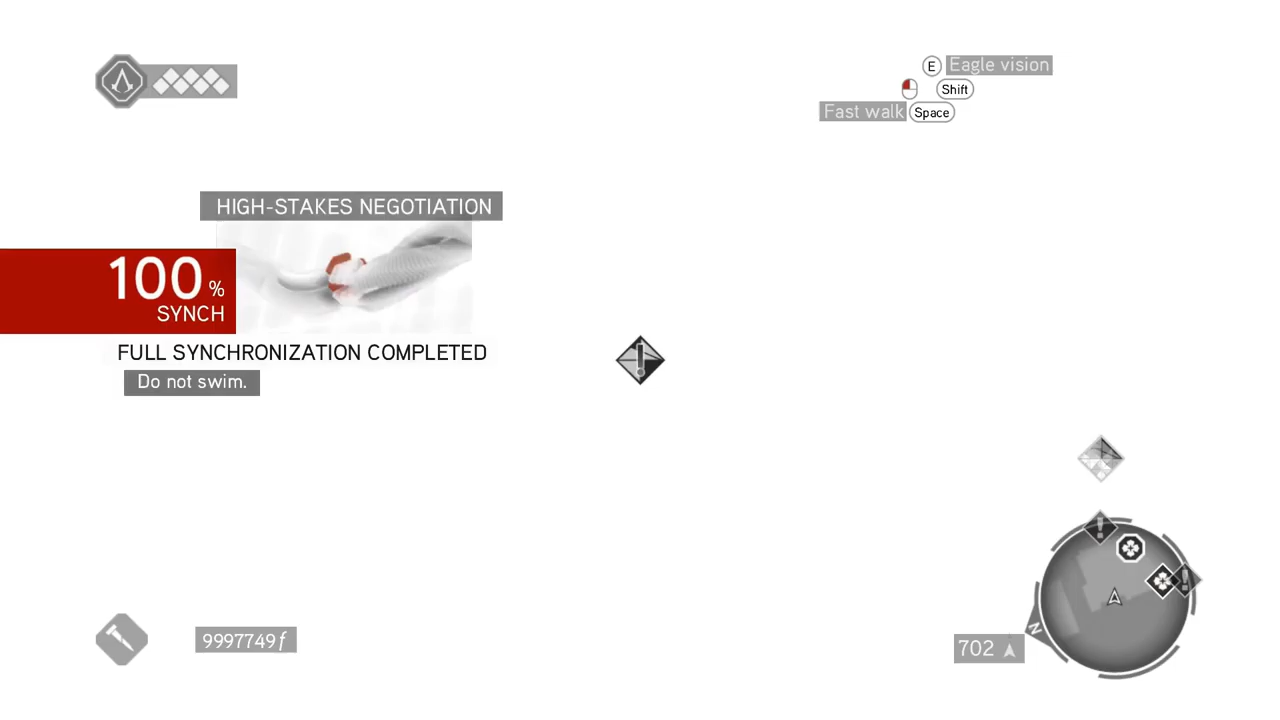 E Eagle vision
Shift
Fast walk Space
HIGH-STAKES NEGOTIATION
100 %
SYNCH
FULL SYNCHRONIZATION COMPLETED
Do not swim.
9997749ƒ
N
702